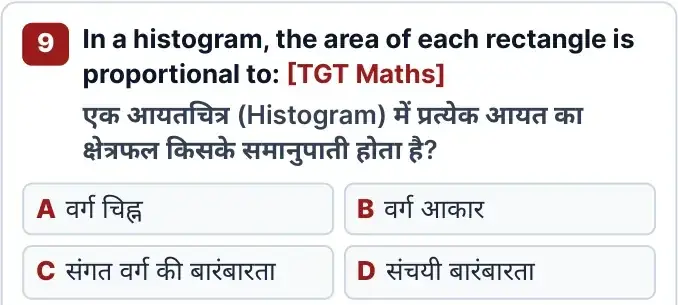 9 In a histogram, the area of each rectangle is
proportional to: [TGT Maths]
एक आयतचित्र (Histogram) में प्रत्येक आयत का
क्षेत्रफल किसके समानुपाती होता है?
A वर्ग चिह्न B वर्ग आकार
C संगत वर्ग की बारंबारता D संचयी बारंबारता